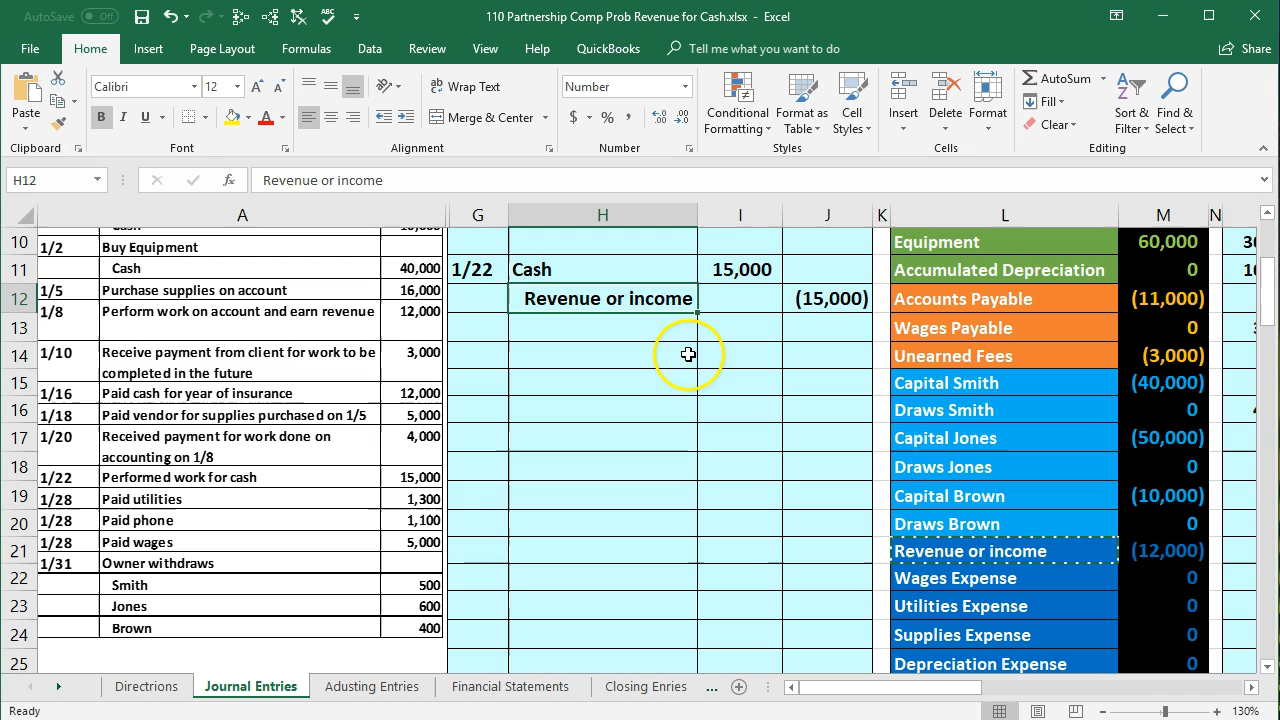 AutoSave Off 110 Partnership Comp Prob Revenue for Cash.xlsx - Excel
File Home Insert Page Layout Formulas Data Review View Help QuickBooks Tell me what you want to do Share
Paste Calibri 12 A A Wrap Text Number Conditional Formatting Format as Table Cell Styles Insert Delete Format AutoSum Sort & Filter Find & Select
B I U A Merge & Center $ % , Fill
Clear
Clipboard Font Alignment Number Styles Cells Editing
H12 fx Revenue or income
A G H I J K L M N
10 Equipment 60,000
1/2 Buy Equipment
11 Cash 40,000 1/22 Cash 15,000 Accumulated Depreciation 0
12 1/5 Purchase supplies on account 16,000 Revenue or income (15,000) Accounts Payable (11,000)
13 1/8 Perform work on account and earn revenue 12,000 Wages Payable 0
14 1/10 Receive payment from client for work to be 3,000 Unearned Fees (3,000)
completed in the future
15 Capital Smith (40,000)
1/16 Paid cash for year of insurance 12,000
16 1/18 Paid vendor for supplies purchased on 1/5 5,000 Draws Smith 0
17 1/20 Received payment for work done on 4,000 Capital Jones (50,000)
accounting on 1/8
18 1/22 Performed work for cash 15,000 Draws Jones 0
19 1/28 Paid utilities 1,300 Capital Brown (10,000)
20 1/28 Paid phone 1,100 Draws Brown 0
21 1/28 Paid wages 5,000 Revenue or income (12,000)
1/31 Owner withdraws
22 Smith 500 Wages Expense 0
23 Jones 600 Utilities Expense 0
24 Brown 400 Supplies Expense 0
25 Depreciation Expense 0
Directions Journal Entries Adusting Entries Financial Statements Closing Enries ...
Ready 130%